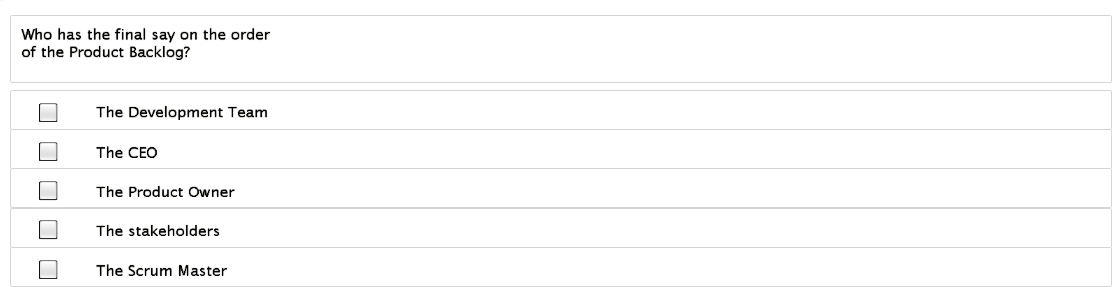 Who has the final say on the order
of the Product Backlog?
The Development Team
The CEO
The Product Owner
The stakeholders
The Scrum Master